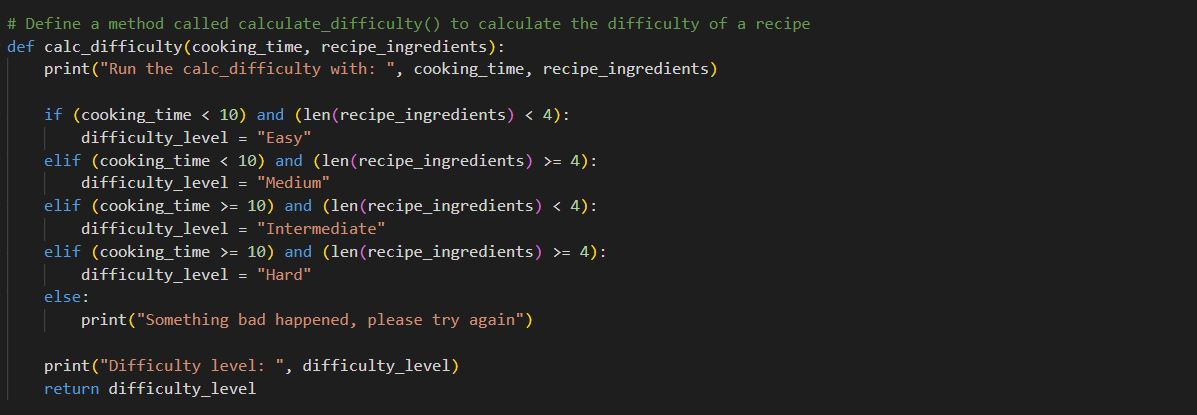 # Define a method called calculate_difficulty() to calculate the difficulty of a recipe
def calc_difficulty(cooking_time, recipe_ingredients):
    print("Run the calc_difficulty with: ", cooking_time, recipe_ingredients)

    if (cooking_time < 10) and (len(recipe_ingredients) < 4):
        difficulty_level = "Easy"
    elif (cooking_time < 10) and (len(recipe_ingredients) >= 4):
        difficulty_level = "Medium"
    elif (cooking_time >= 10) and (len(recipe_ingredients) < 4):
        difficulty_level = "Intermediate"
    elif (cooking_time >= 10) and (len(recipe_ingredients) >= 4):
        difficulty_level = "Hard"
    else:
        print("Something bad happened, please try again")

    print("Difficulty level: ", difficulty_level)
    return difficulty_level